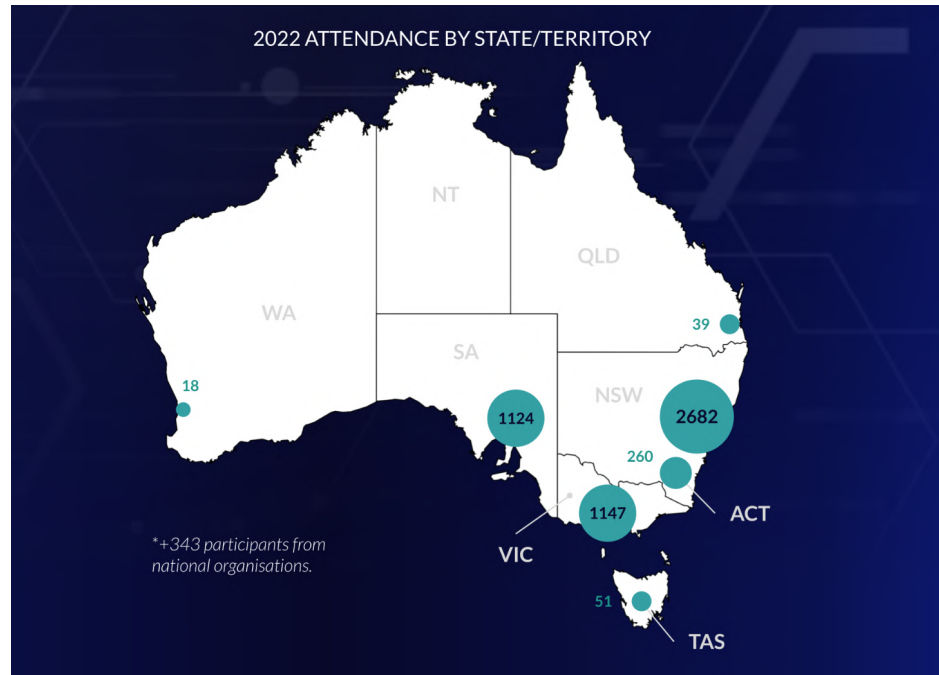 2022 ATTENDANCE BY STATE/TERRITORY
NT
QLD
WA
39
SA
18
NSW
1124
2682
260
1147
ACT
VIC
*+343 participants from
national organisations.
51
TAS